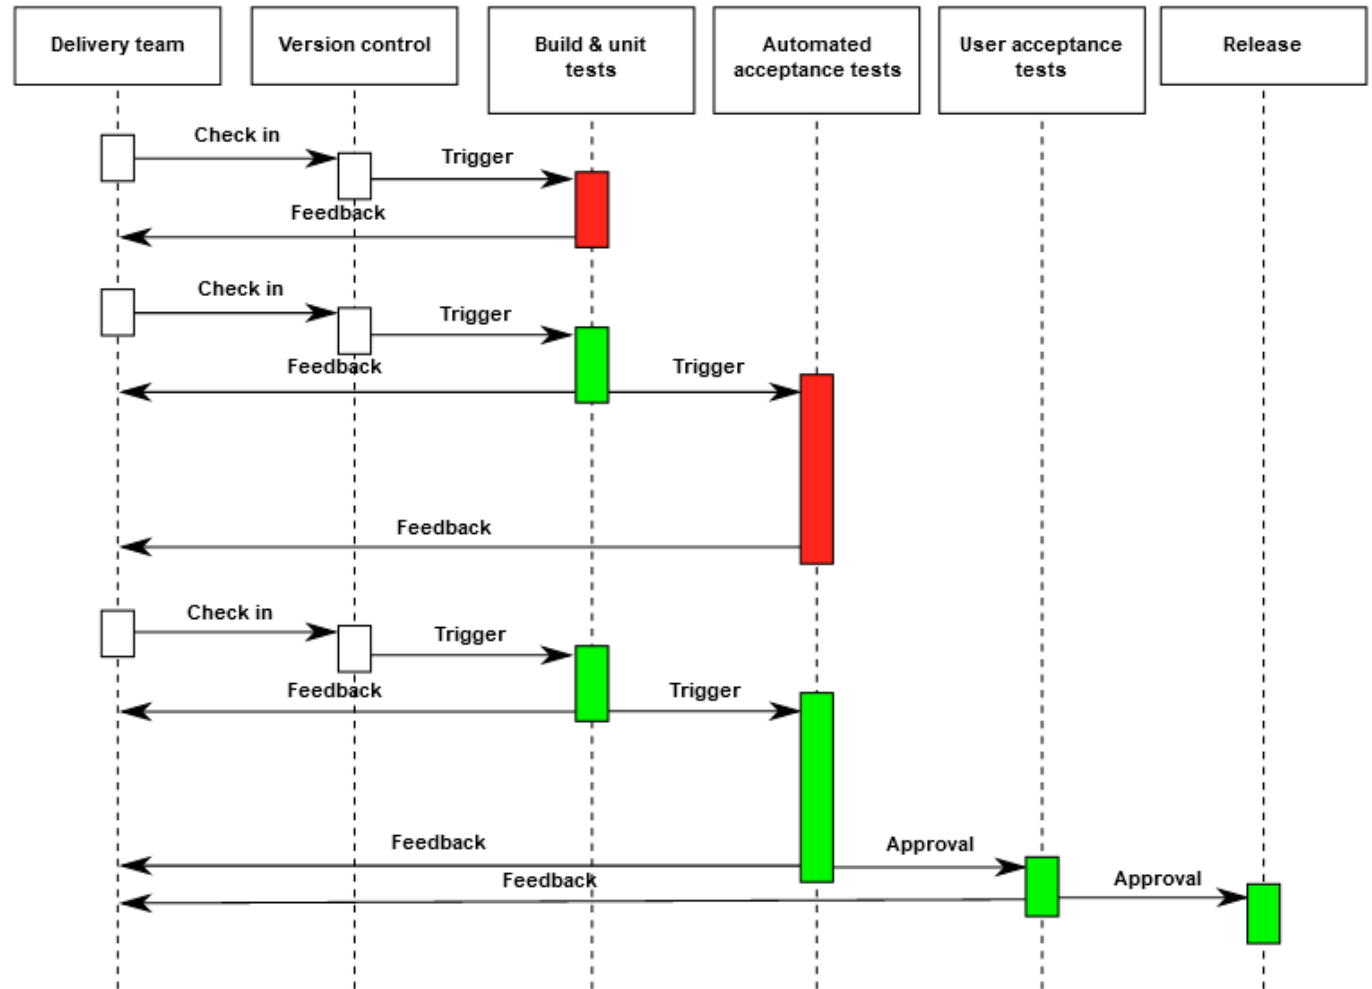 Delivery team
Version control
Build & unit
tests
Automated
acceptance tests
User acceptance
tests
Release
Check in
Trigger
Feedback
Check in
Trigger
Feedback
Trigger
Feedback
Check in
Trigger
Feedback
Trigger
Feedback
Approval
Feedback
Approval